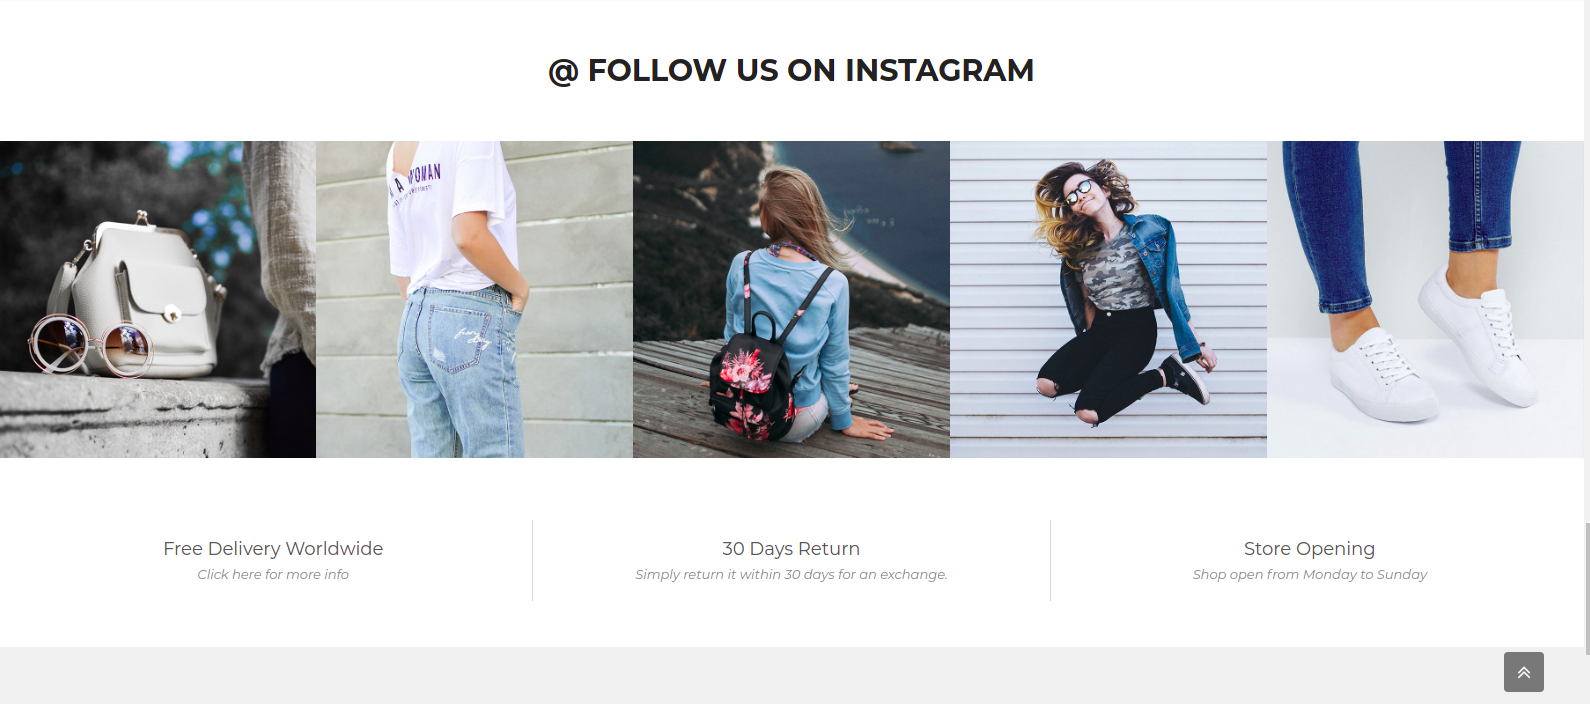 @ FOLLOW US ON INSTAGRAM
WOMAN
Free Delivery Worldwide
Click here for more info
30 Days Return
Simply return it within 30 days for an exchange.
Store Opening
Shop open from Monday to Sunday